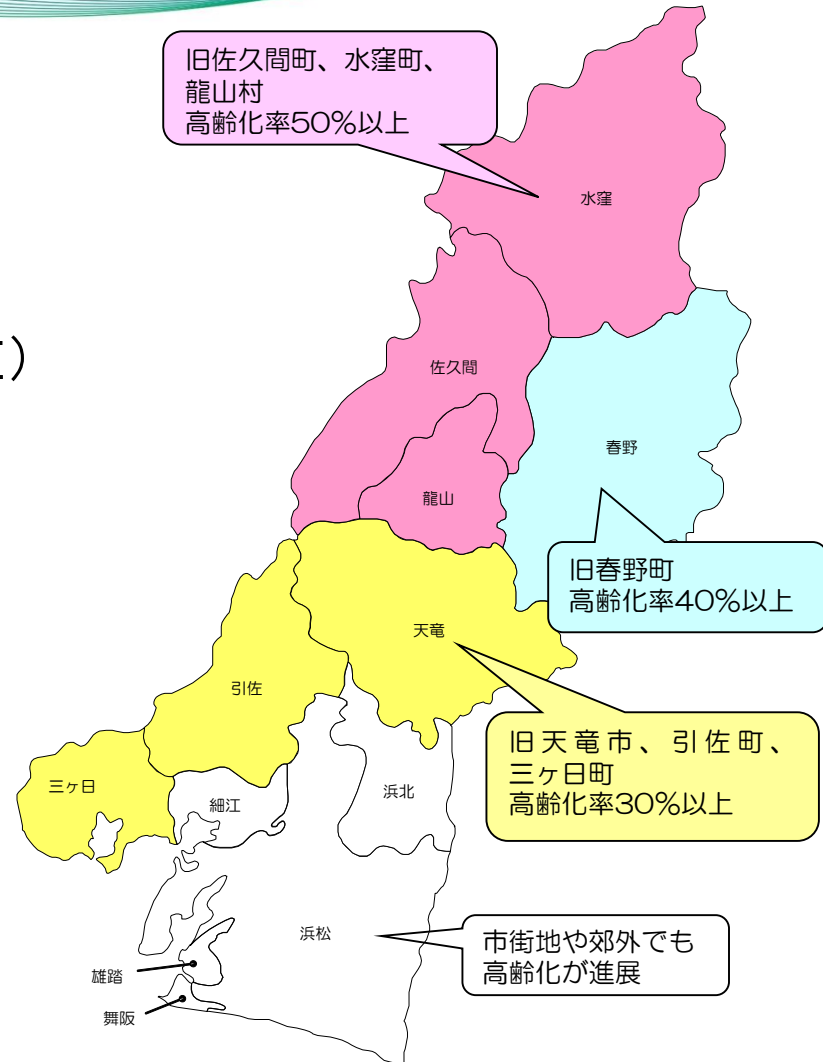 旧佐久間町、水窪町、
龍山村
高齢化率50%以上
水窪
佐久間
春野
龍山
旧春野町
高齢化率40%以上
天竜
引佐
旧天竜市、引佐町、
三ヶ日町
高齢化率30%以上
三ヶ日
細江
浜北
浜松
市街地や郊外でも
高齢化が進展
雄踏
舞阪